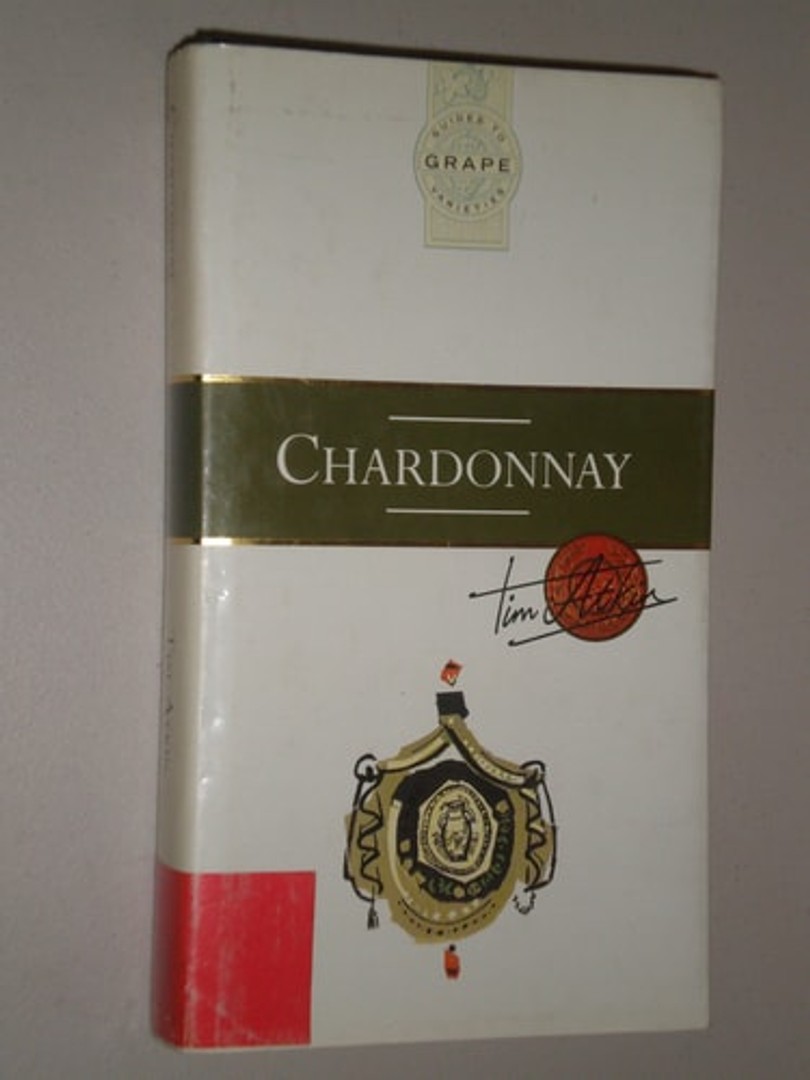 GUIDES TO
GRAPE
VARIETIES
CHARDONNAY
Tim Atkin